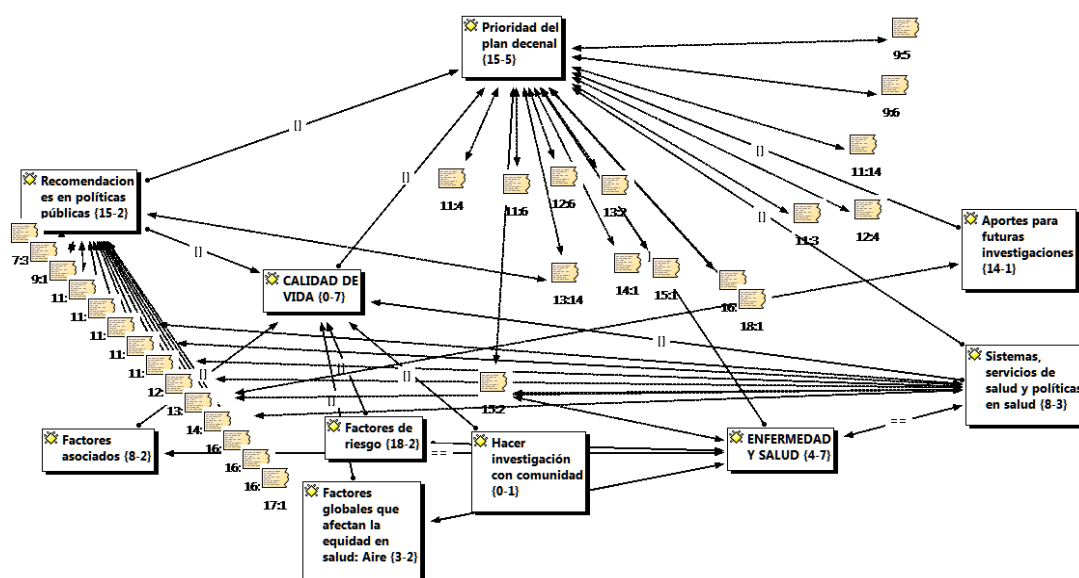 Prioridad del
plan decenal
{15-5}
9:5
9:6
[]
11:14
[]
Recomendacion
es en políticas
públicas {15-2}
[]
11:4
11:6
12:6
13:2
[]
11:3
12:4
Aportes para
futuras
investigaciones
{14-1}
7:3
9:1
[]
CALIDAD DE
VIDA {0-7}
13:14
14:1
15:1
16:
18:1
11:
11:
11:
11:
11:
12:
13:
14:
16:
16:
16:
17:1
[]
Sistemas,
servicios de
salud y políticas
en salud {8-3}
[]
[]
[]
15:2
[]
Factores
asociados {8-2}
Factores de
riesgo {18-2}
==
Hacer
investigación
con comunidad
{0-1}
ENFERMEDAD
Y SALUD {4-7}
==
Factores
globales que
afectan la
equidad en
salud: Aire {3-2}